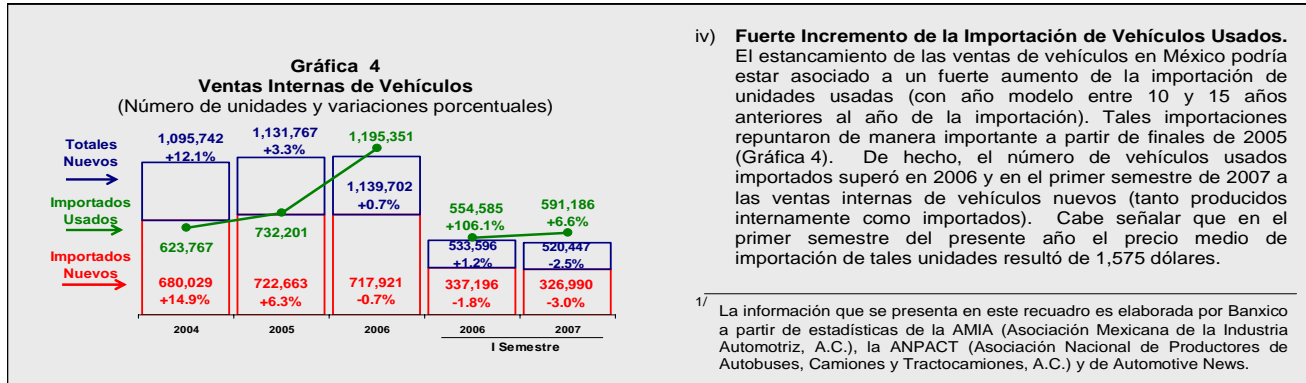 Gráfica 4
Ventas Internas de Vehículos
(Número de unidades y variaciones porcentuales)
Totales
Nuevos
1,095,742
+12.1%
1,131,767
+3.3%
1,195,351
1,139,702
+0.7%
Importados
Usados
623,767
732,201
554,585
+106.1%
591,186
+6.6%
533,596
+1.2%
520,447
-2.5%
Importados
Nuevos
680,029
+14.9%
722,663
+6.3%
717,921
-0.7%
337,196
-1.8%
326,990
-3.0%
2004
2005
2006
2006
2007
I Semestre
iv) Fuerte Incremento de la Importación de Vehículos Usados.
El estancamiento de las ventas de vehículos en México podría
estar asociado a un fuerte aumento de la importación de
unidades usadas (con año modelo entre 10 y 15 años
anteriores al año de la importación). Tales importaciones
repuntaron de manera importante a partir de finales de 2005
(Gráfica 4). De hecho, el número de vehículos usados
importados superó en 2006 y en el primer semestre de 2007 a
las ventas internas de vehículos nuevos (tanto producidos
internamente como importados). Cabe señalar que en el
primer semestre del presente año el precio medio de
importación de tales unidades resultó de 1,575 dólares.
1/ La información que se presenta en este recuadro es elaborada por Banxico
a partir de estadísticas de la AMIA (Asociación Mexicana de la Industria
Automotriz, A.C.), la ANPACT (Asociación Nacional de Productores de
Autobuses, Camiones y Tractocamiones, A.C.) y de Automotive News.